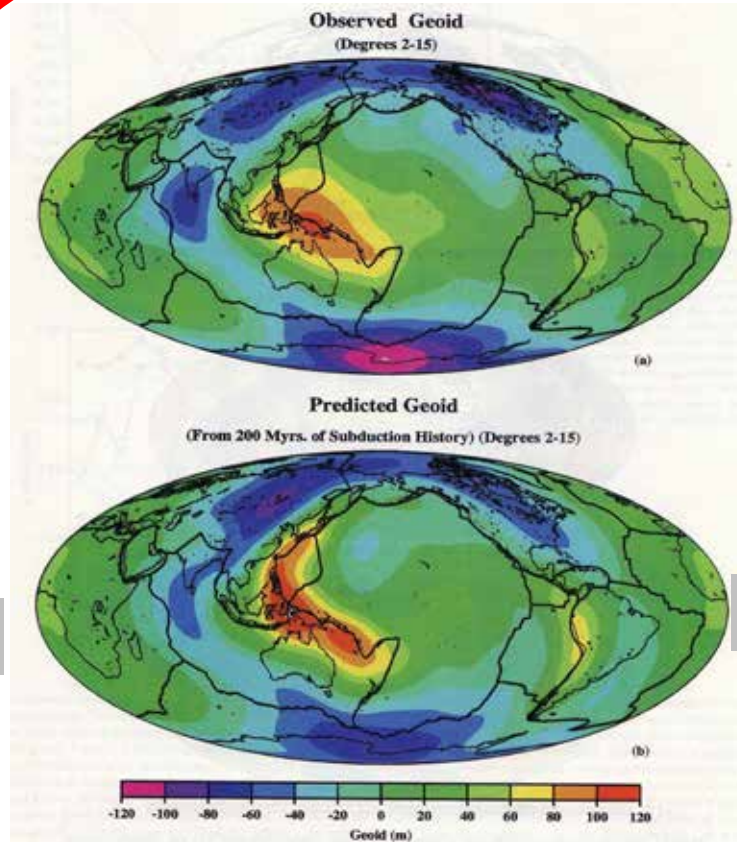 Observed Geoid
(Degrees 2-15)
(a)
Predicted Geoid
(From 200 Myrs. of Subduction History) (Degrees 2-15)
(b)
-120 -100 -80 -60 -40 -20 0 20 40 60 80 100 120
Geoid (m)